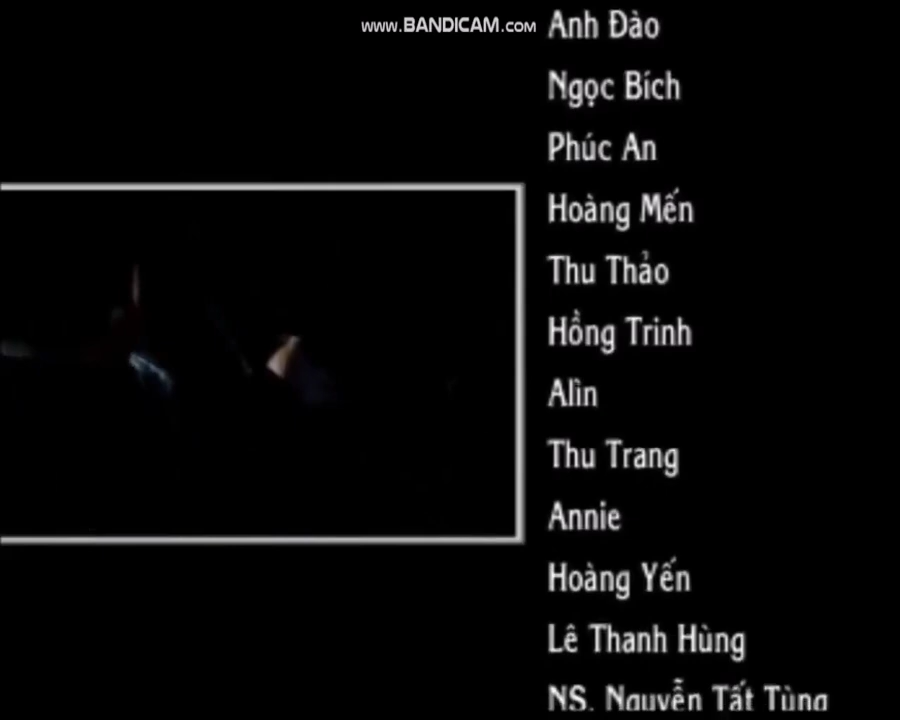 www.BANDICAM.com
Anh Đào
Ngọc Bích
Phúc An
Hoàng Mến
Thu Thảo
Hồng Trinh
Alìn
Thu Trang
Annie
Hoàng Yến
Lê Thanh Hùng
NS. Nguyễn Tất Tùng